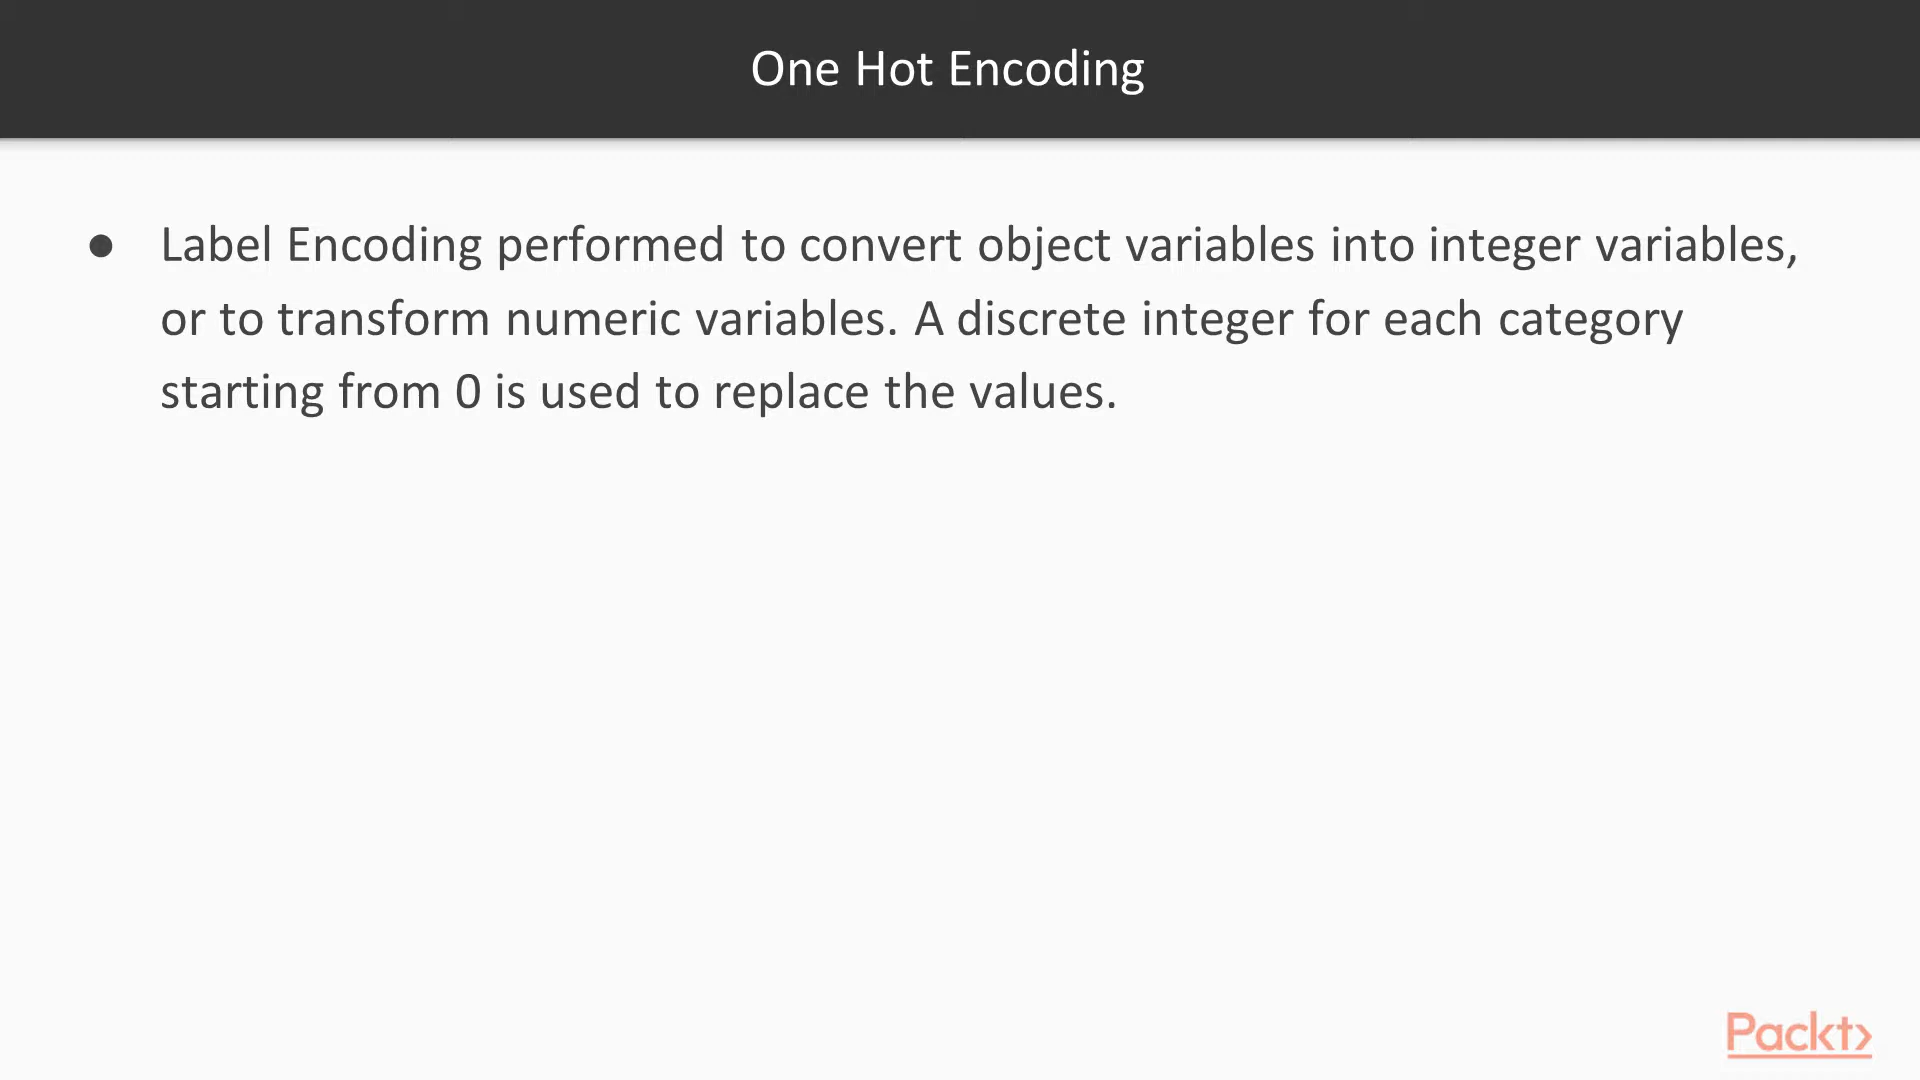 One Hot Encoding
● Label Encoding performed to convert object variables into integer variables,
or to transform numeric variables. A discrete integer for each category
starting from 0 is used to replace the values.
Packt>